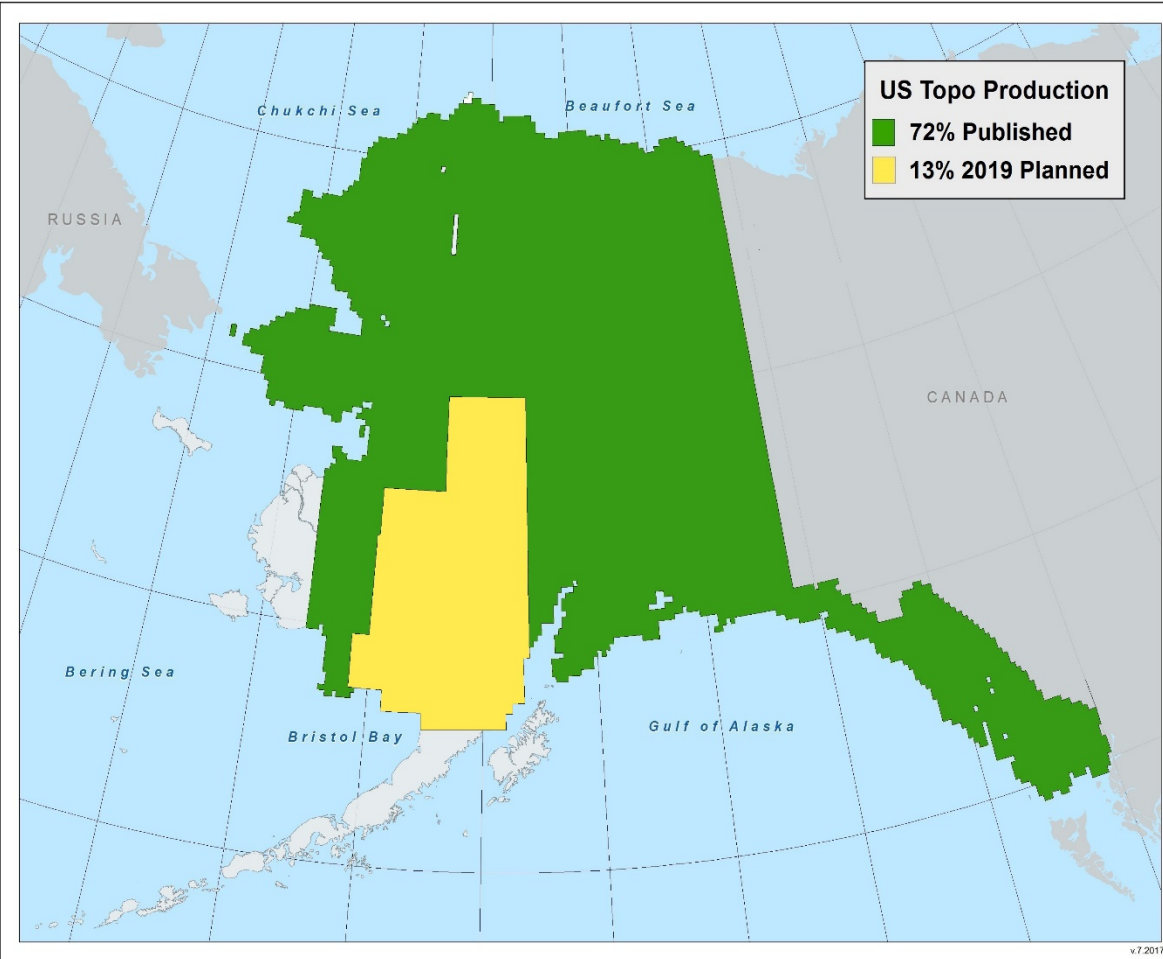 Chukchi Sea
Beaufort Sea
US Topo Production
72% Published
13% 2019 Planned
RUSSIA
CANADA
Bering Sea
Bristol Bay
Gulf of Alaska
v.7.2017